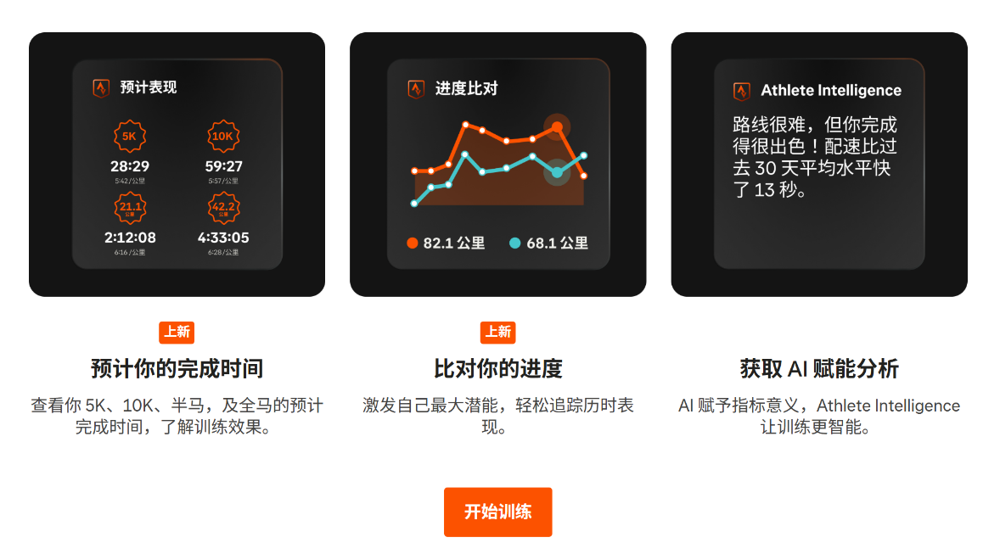 预计表现
5K
10K
28:29
59:27
5:42/公里
5:57/公里
21.1
公里
42.2
公里
2:12:08
4:33:05
6:16/公里
6:28/公里
进度比对
82.1 公里
68.1 公里
Athlete Intelligence
路线很难，但你完成
得很出色！配速比过
去 30 天平均水平快
了 13 秒。
上新
预计你的完成时间
查看你 5K、10K、半马，及全马的预计
完成时间，了解训练效果。
上新
比对你的进度
激发自己最大潜能，轻松追踪历时表
现。
获取 AI 赋能分析
AI 赋予指标意义，Athlete Intelligence
让训练更智能。
开始训练